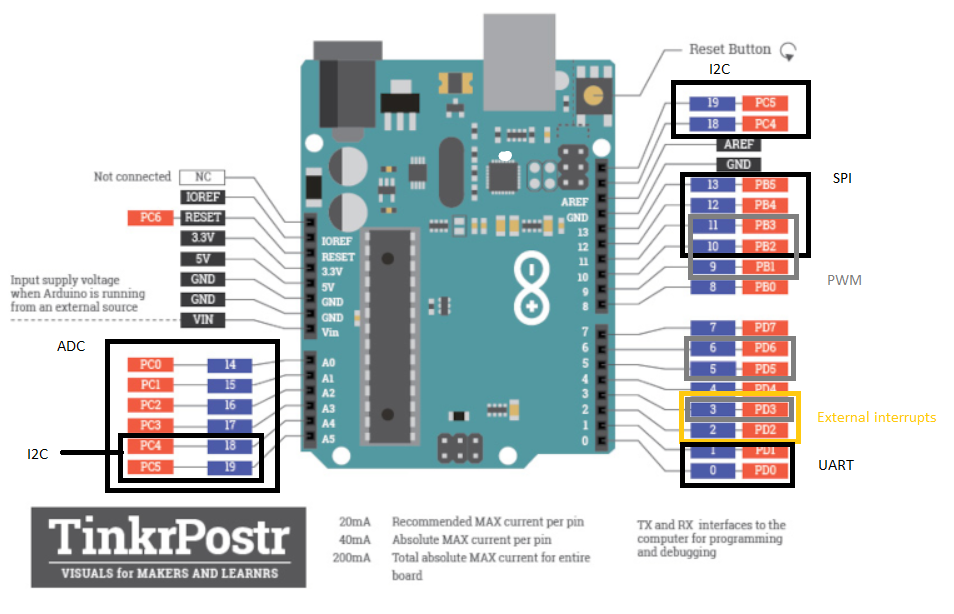 Reset Button
I2C
19 PC5
18 PC4
AREF
GND
SPI
13 PB5
12 PB4
11 PB3
10 PB2
9 PB1
8 PB0
PWM
7 PD7
6 PD6
5 PD5
4 PD4
3 PD3
2 PD2
1 PD1
0 PD0
External interrupts
UART
Not connected NC
IOREF
PC6 RESET
3.3V
5V
GND
GND
VIN
Input supply voltage
when Arduino is running
from an external source
ADC
PC0 14
PC1 15
PC2 16
PC3 17
PC4 18
PC5 19
I2C
IOREF
RESET
3.3V
5V
GND
GND
Vin
A0
A1
A2
A3
A4
A5
AREF
GND
13
12
11
10
9
8
7
6
5
4
3
2
1
0
TinkrPostr
VISUALS for MAKERS AND LEARNRS
20mA Recommended MAX current per pin
40mA Absolute MAX current per pin
200mA Total absolute MAX current for entire
board
TX and RX interfaces to the
computer for programming
and debugging